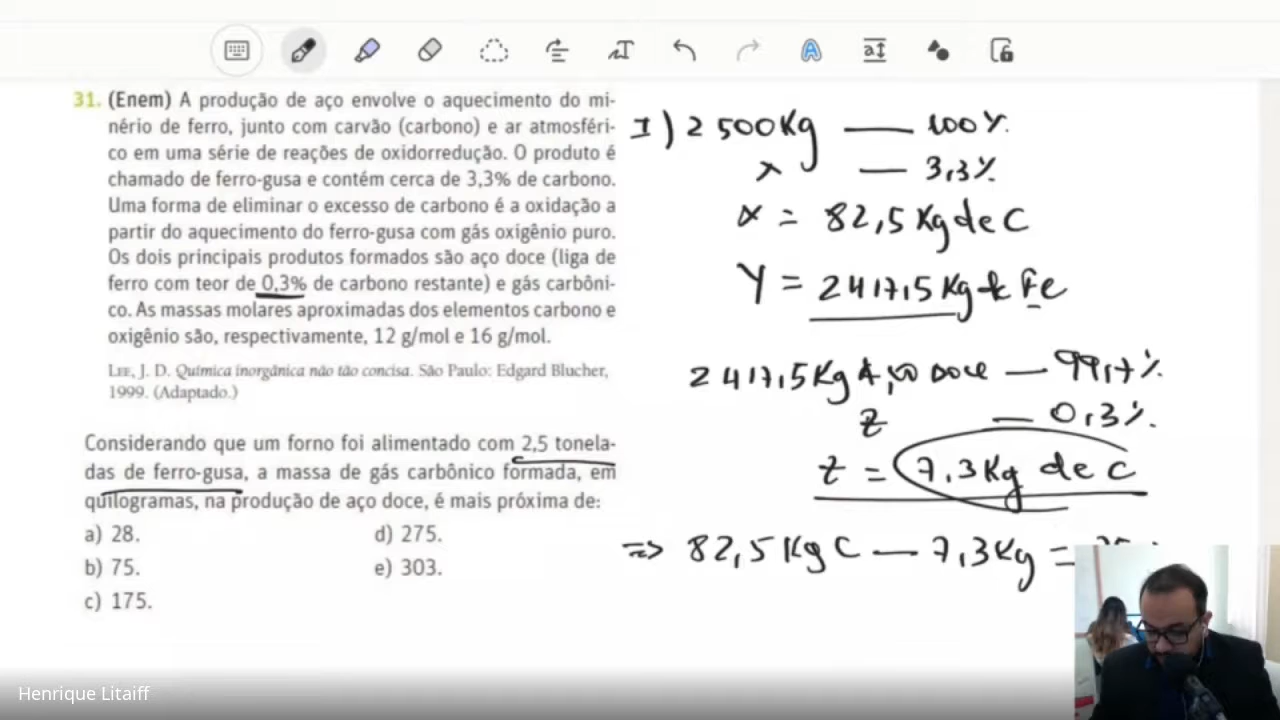 31. (Enem) A produção de aço envolve o aquecimento do mi-
nério de ferro, junto com carvão (carbono) e ar atmosféri-
co em uma série de reações de oxidorredução. O produto é
chamado de ferro-gusa e contém cerca de 3,3% de carbono.
Uma forma de eliminar o excesso de carbono é a oxidação a
partir do aquecimento do ferro-gusa com gás oxigênio puro.
Os dois principais produtos formados são aço doce (liga de
ferro com teor de 0,3% de carbono restante) e gás carbôni-
co. As massas molares aproximadas dos elementos carbono e
oxigênio são, respectivamente, 12 g/mol e 16 g/mol.
LEE, J. D. Química inorgânica não tão concisa. São Paulo: Edgard Blucher,
1999. (Adaptado.)
Considerando que um forno foi alimentado com 2,5 tonela-
das de ferro-gusa, a massa de gás carbônico formada, em
quilogramas, na produção de aço doce, é mais próxima de:
a) 28.
b) 75.
c) 175.
d) 275.
e) 303.
I) 2 500Kg — 100%
x — 3,3%
x = 82,5 Kg de C
Y = 2417,5 Kg de Fe
2417,5Kg Aço Doce — 99,7%
z — 0,3%
z = 7,3Kg de C
=> 82,5 Kg C — 7,3Kg =
Henrique Litaiff